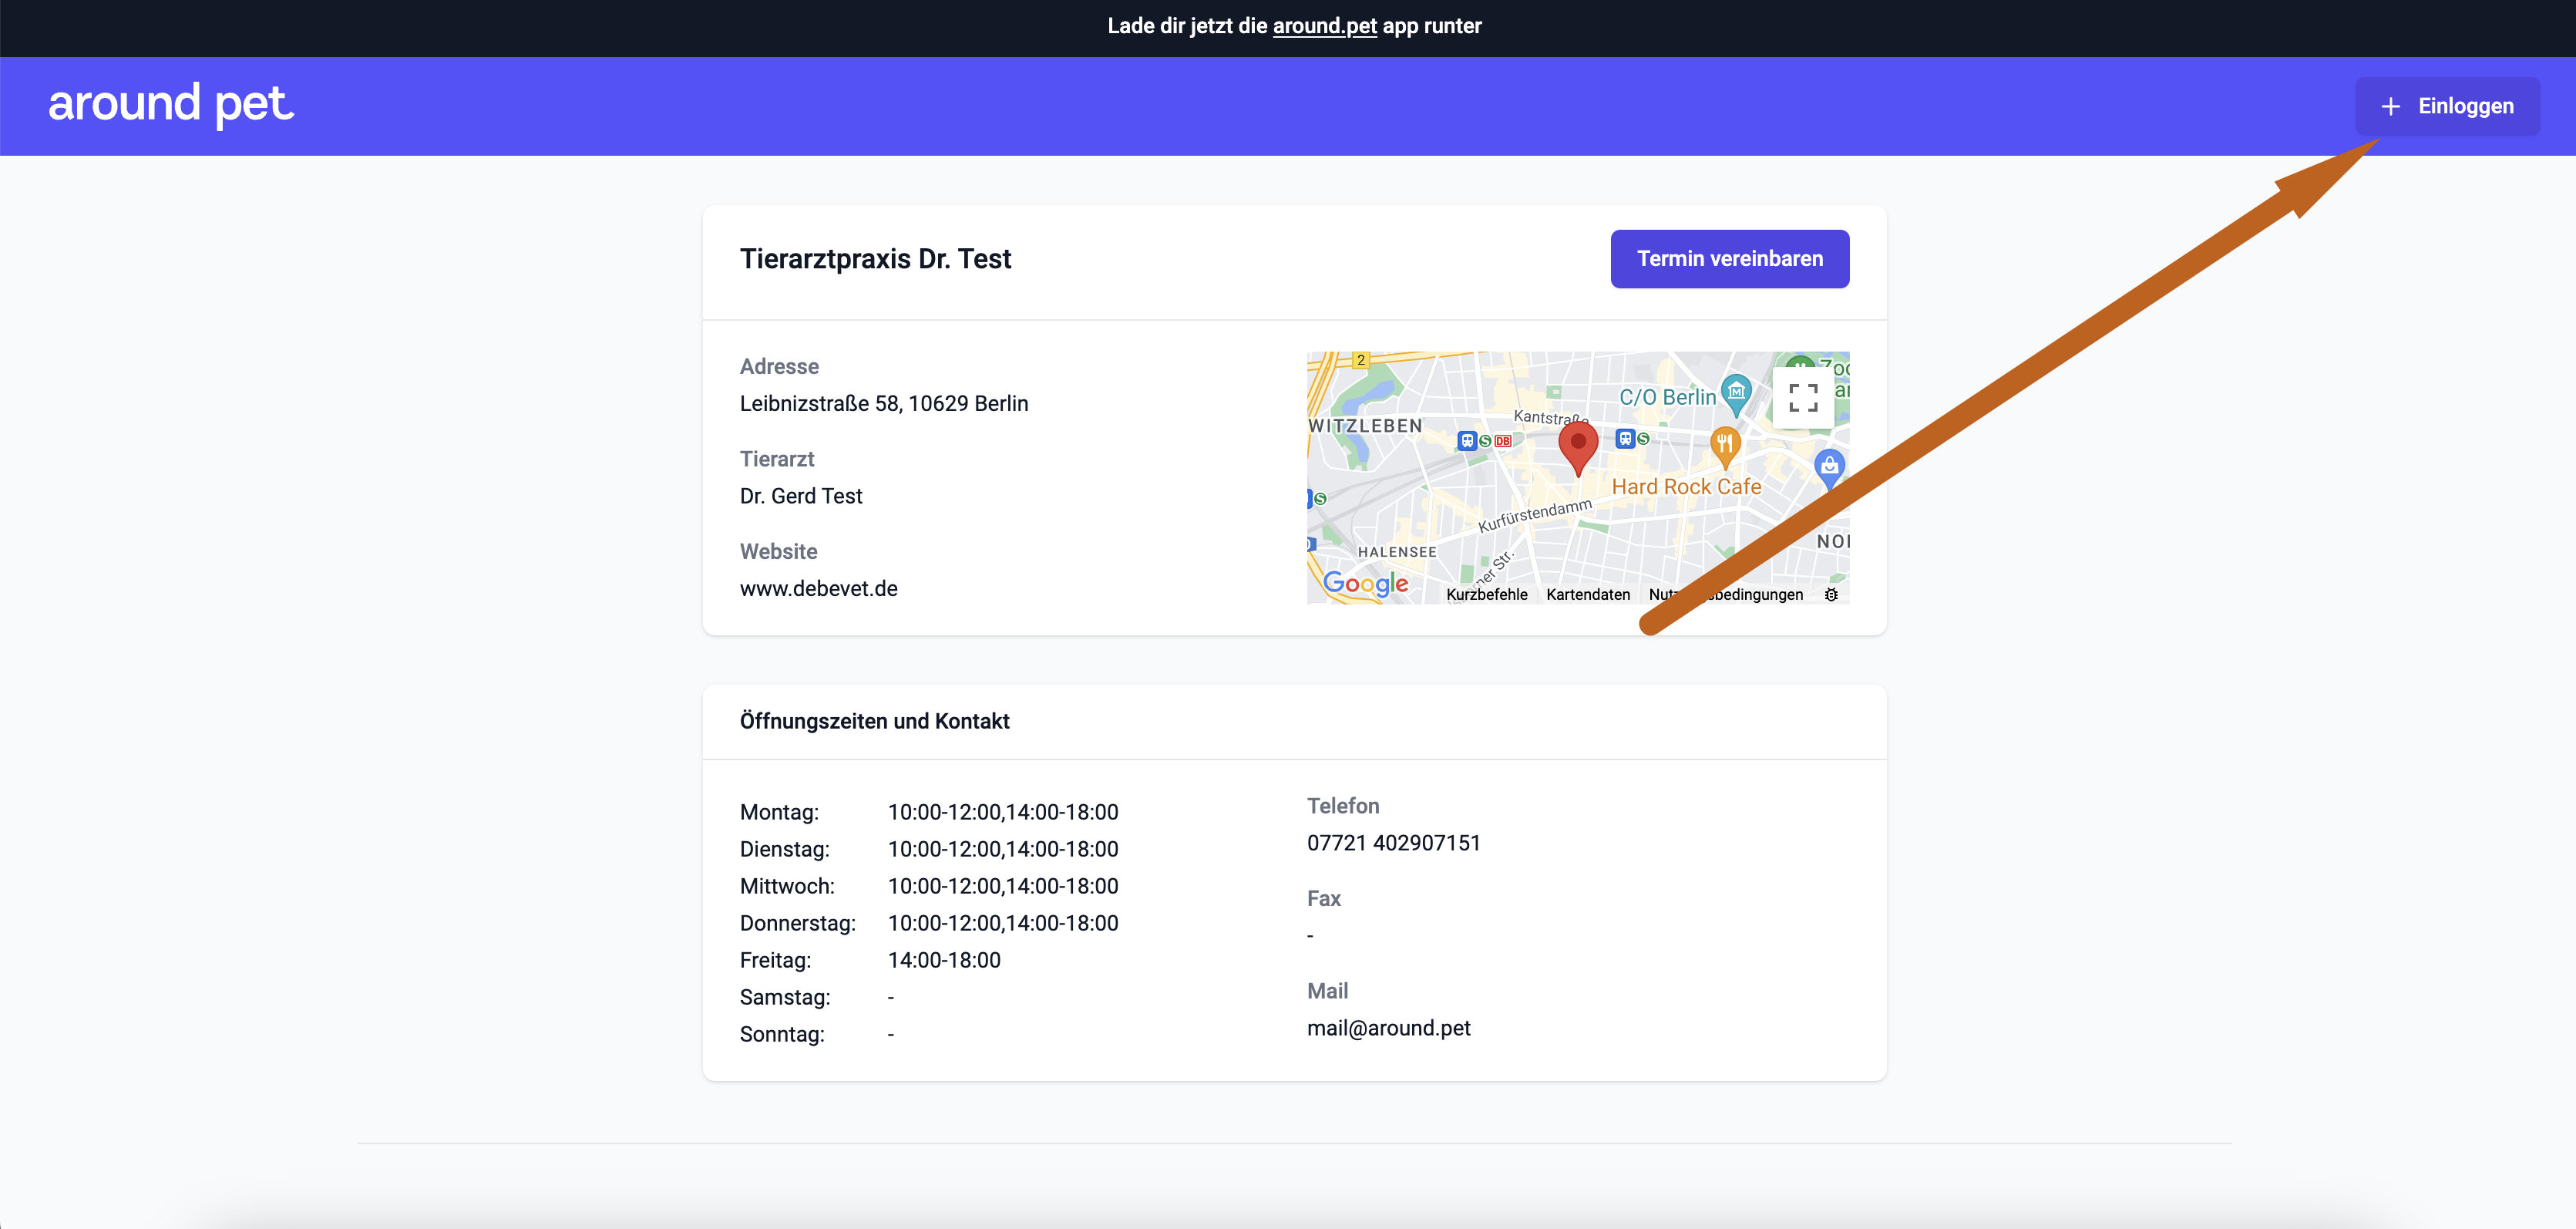 Lade dir jetzt die around.pet app runter
around pet.
+ Einloggen
Tierarztpraxis Dr. Test
Termin vereinbaren
Adresse
Leibnizstraße 58, 10629 Berlin
Tierarzt
Dr. Gerd Test
Website
www.debevet.de
2
C/O Berlin
WITZLEBEN
Kantstraße
DB
Hard Rock Cafe
Kurfürstendamm
HALENSEE
Google
Kurzbefehle
Kartendaten
Öffnungszeiten und Kontakt
Montag: 10:00-12:00,14:00-18:00
Dienstag: 10:00-12:00,14:00-18:00
Mittwoch: 10:00-12:00,14:00-18:00
Donnerstag: 10:00-12:00,14:00-18:00
Freitag: 14:00-18:00
Samstag: -
Sonntag: -
Telefon
07721 402907151
Fax
-
Mail
mail@around.pet